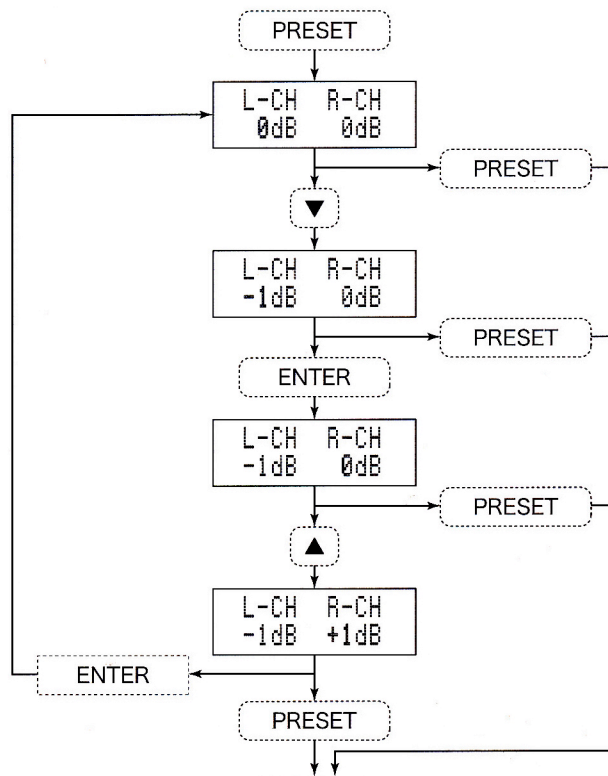 PRESET
L-CH R-CH
0dB 0dB
PRESET
▼
L-CH R-CH
-1dB 0dB
PRESET
ENTER
L-CH R-CH
-1dB 0dB
PRESET
▲
L-CH R-CH
-1dB +1dB
ENTER
PRESET